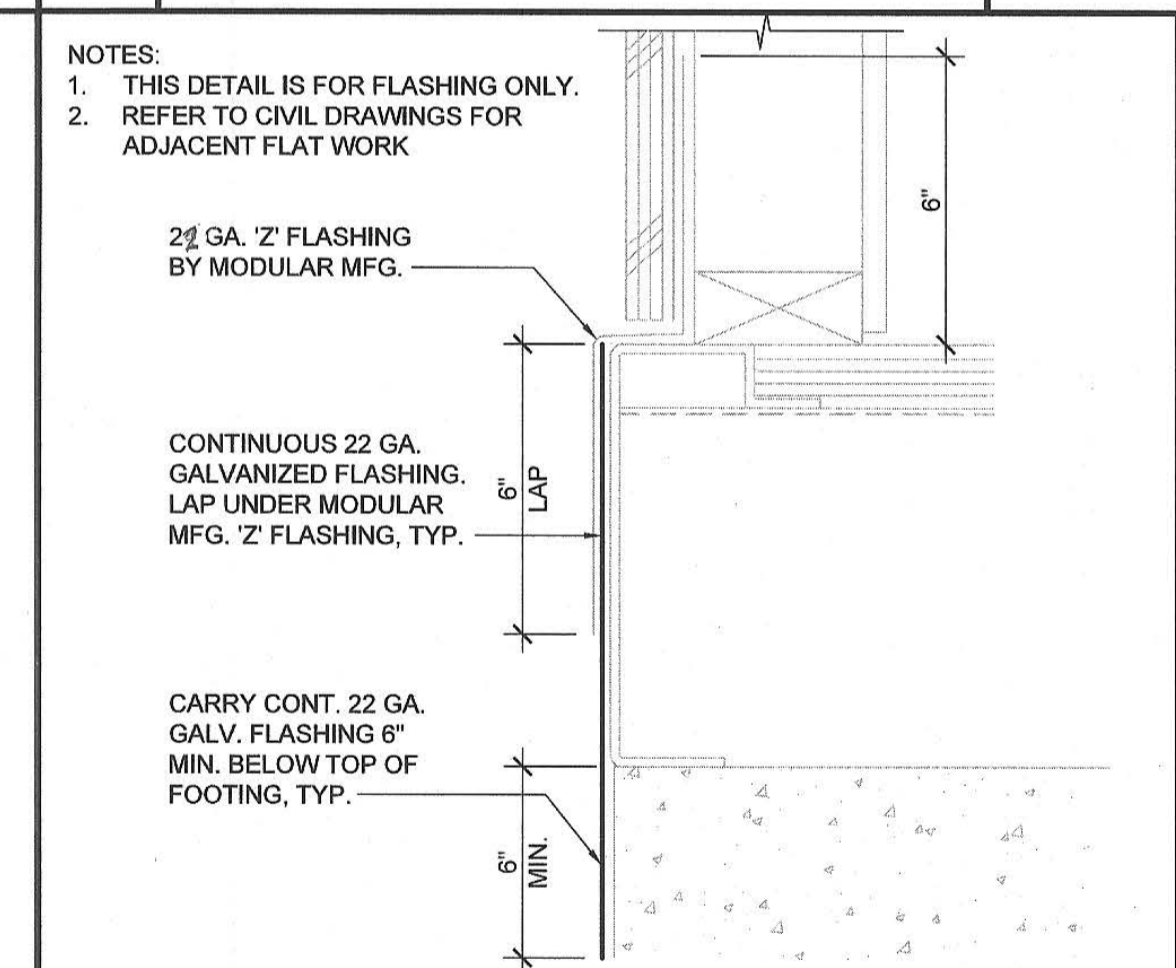 NOTES:
1. THIS DETAIL IS FOR FLASHING ONLY.
2. REFER TO CIVIL DRAWINGS FOR
ADJACENT FLAT WORK
GA. 'Z' FLASHING
BY MODULAR MFG.
6"
CONTINUOUS 22 GA.
GALVANIZED FLASHING.
LAP UNDER MODULAR
MFG. 'Z' FLASHING, TYP.
6"
LAP
CARRY CONT. 22 GA.
GALV. FLASHING 6"
MIN. BELOW TOP OF
FOOTING, TYP.
6"
MIN.